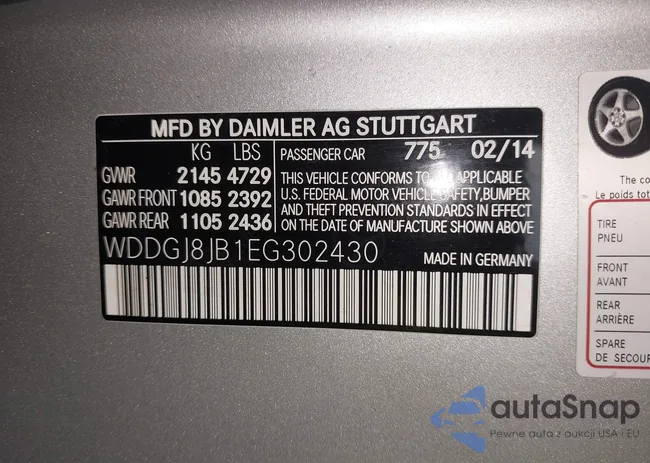 MFD BY DAIMLER AG STUTTGART
KG LBS
GVWR 2145 4729
GAWR FRONT 1085 2392
GAWR REAR 1105 2436
PASSENGER CAR 775 02/14
THIS VEHICLE CONFORMS TO ALL APPLICABLE
U.S. FEDERAL MOTOR VEHICLE SAFETY,BUMPER
AND THEFT PREVENTION STANDARDS IN EFFECT
ON THE DATE OF MANUFACTURE SHOWN ABOVE
WDDGJ8JB1EG302430
MADE IN GERMANY
The co
Le poids tot
TIRE
PNEU
FRONT
AVANT
REAR
ARRIÈRE
SPARE
DE SECOUR
autaSnap
Pewne auta z aukcji USA i EU